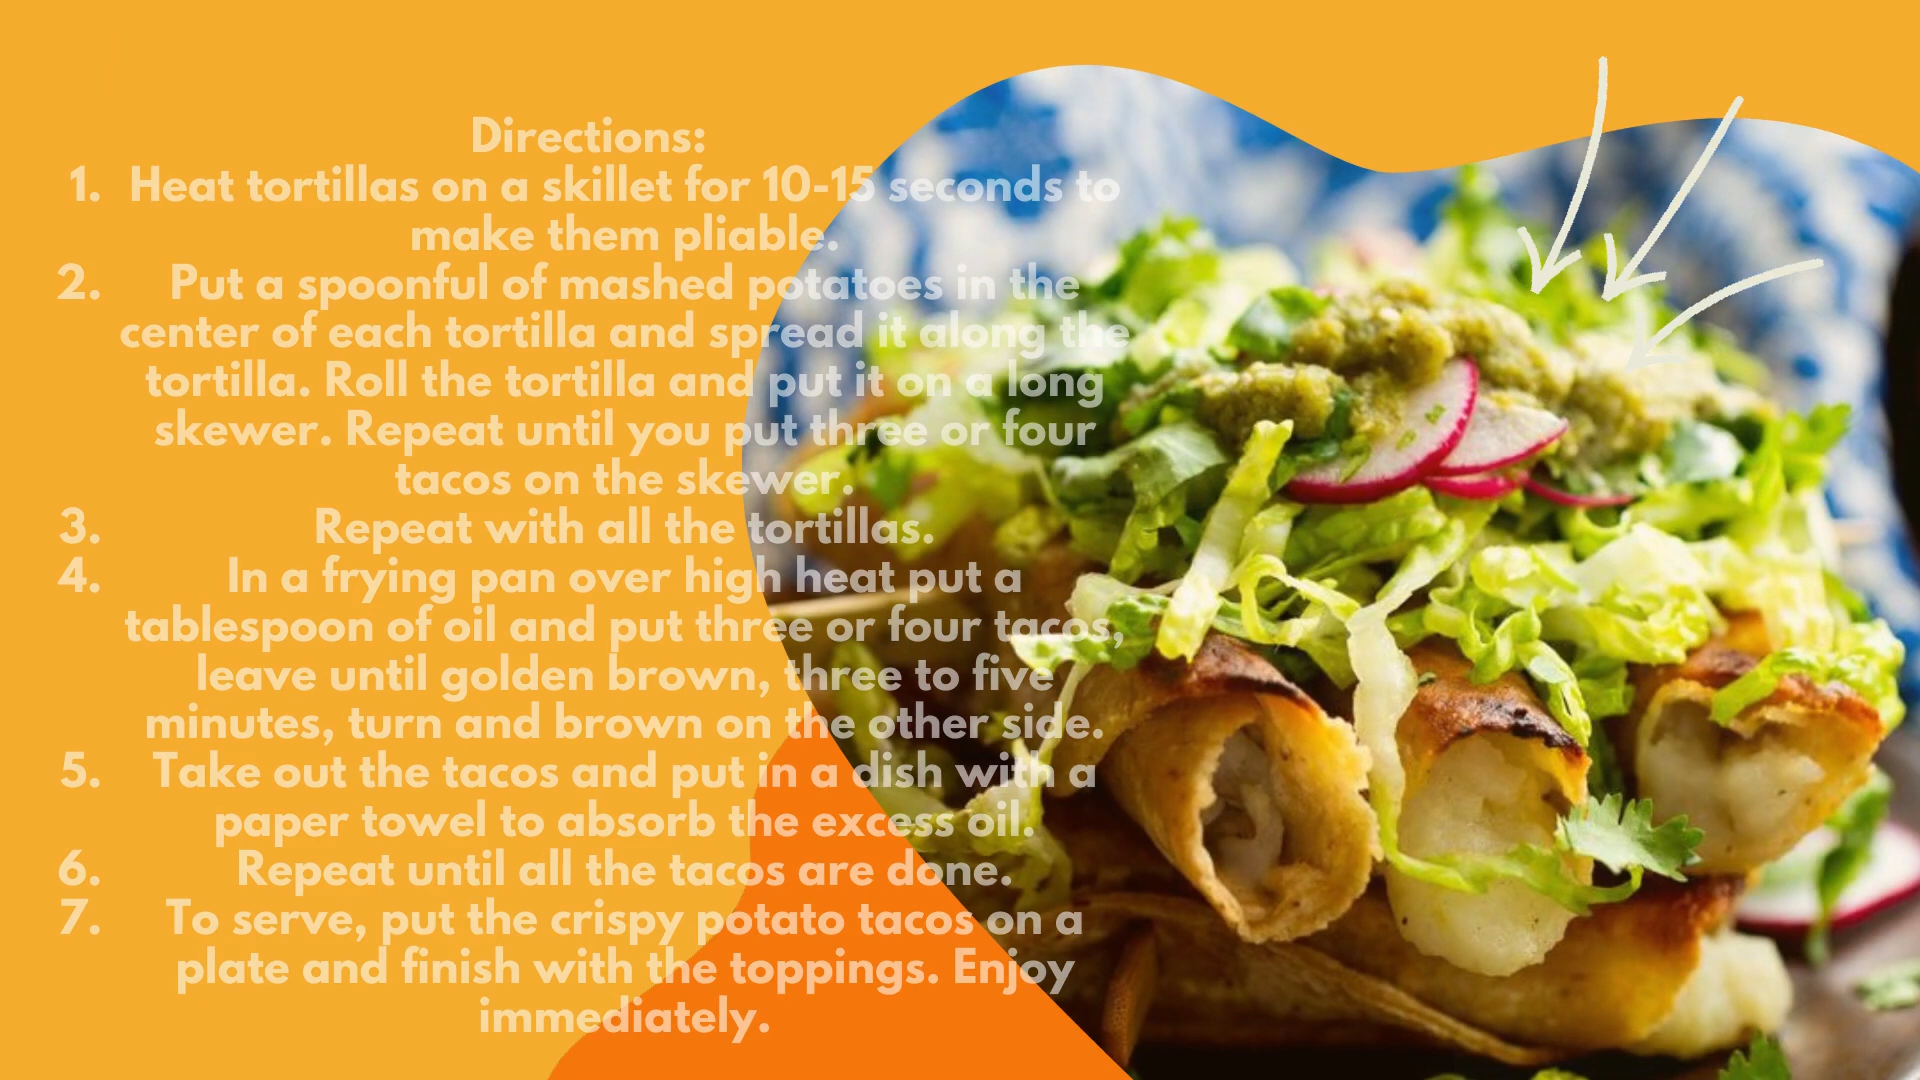 Directions:
1. Heat tortillas on a skillet for 10-15 seconds to
make them pliable.
2. Put a spoonful of mashed potatoes in the
center of each tortilla and spread it along the
tortilla. Roll the tortilla and put it on a long
skewer. Repeat until you put three or four
tacos on the skewer.
3. Repeat with all the tortillas.
4. In a frying pan over high heat put a
tablespoon of oil and put three or four tacos,
leave until golden brown, three to five
minutes, turn and brown on the other side.
5. Take out the tacos and put in a dish with a
paper towel to absorb the excess oil.
6. Repeat until all the tacos are done.
7. To serve, put the crispy potato tacos on a
plate and finish with the toppings. Enjoy
immediately.